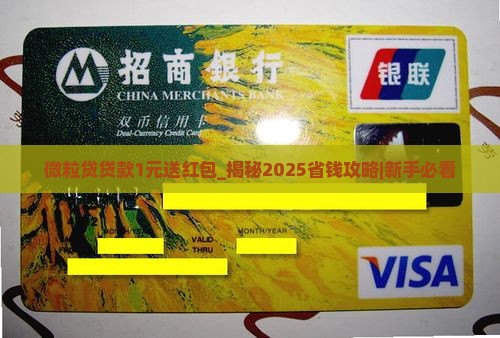 招商银行
CHINA MERCHANTS BANK
银联
双币信用卡
Dual-Currency Credit Card
微粒贷贷款1元送红包_揭秘2025省钱攻略|新手必看
MONTH/YEAR
VALID
THRU
MONTH/YEAR
VISA